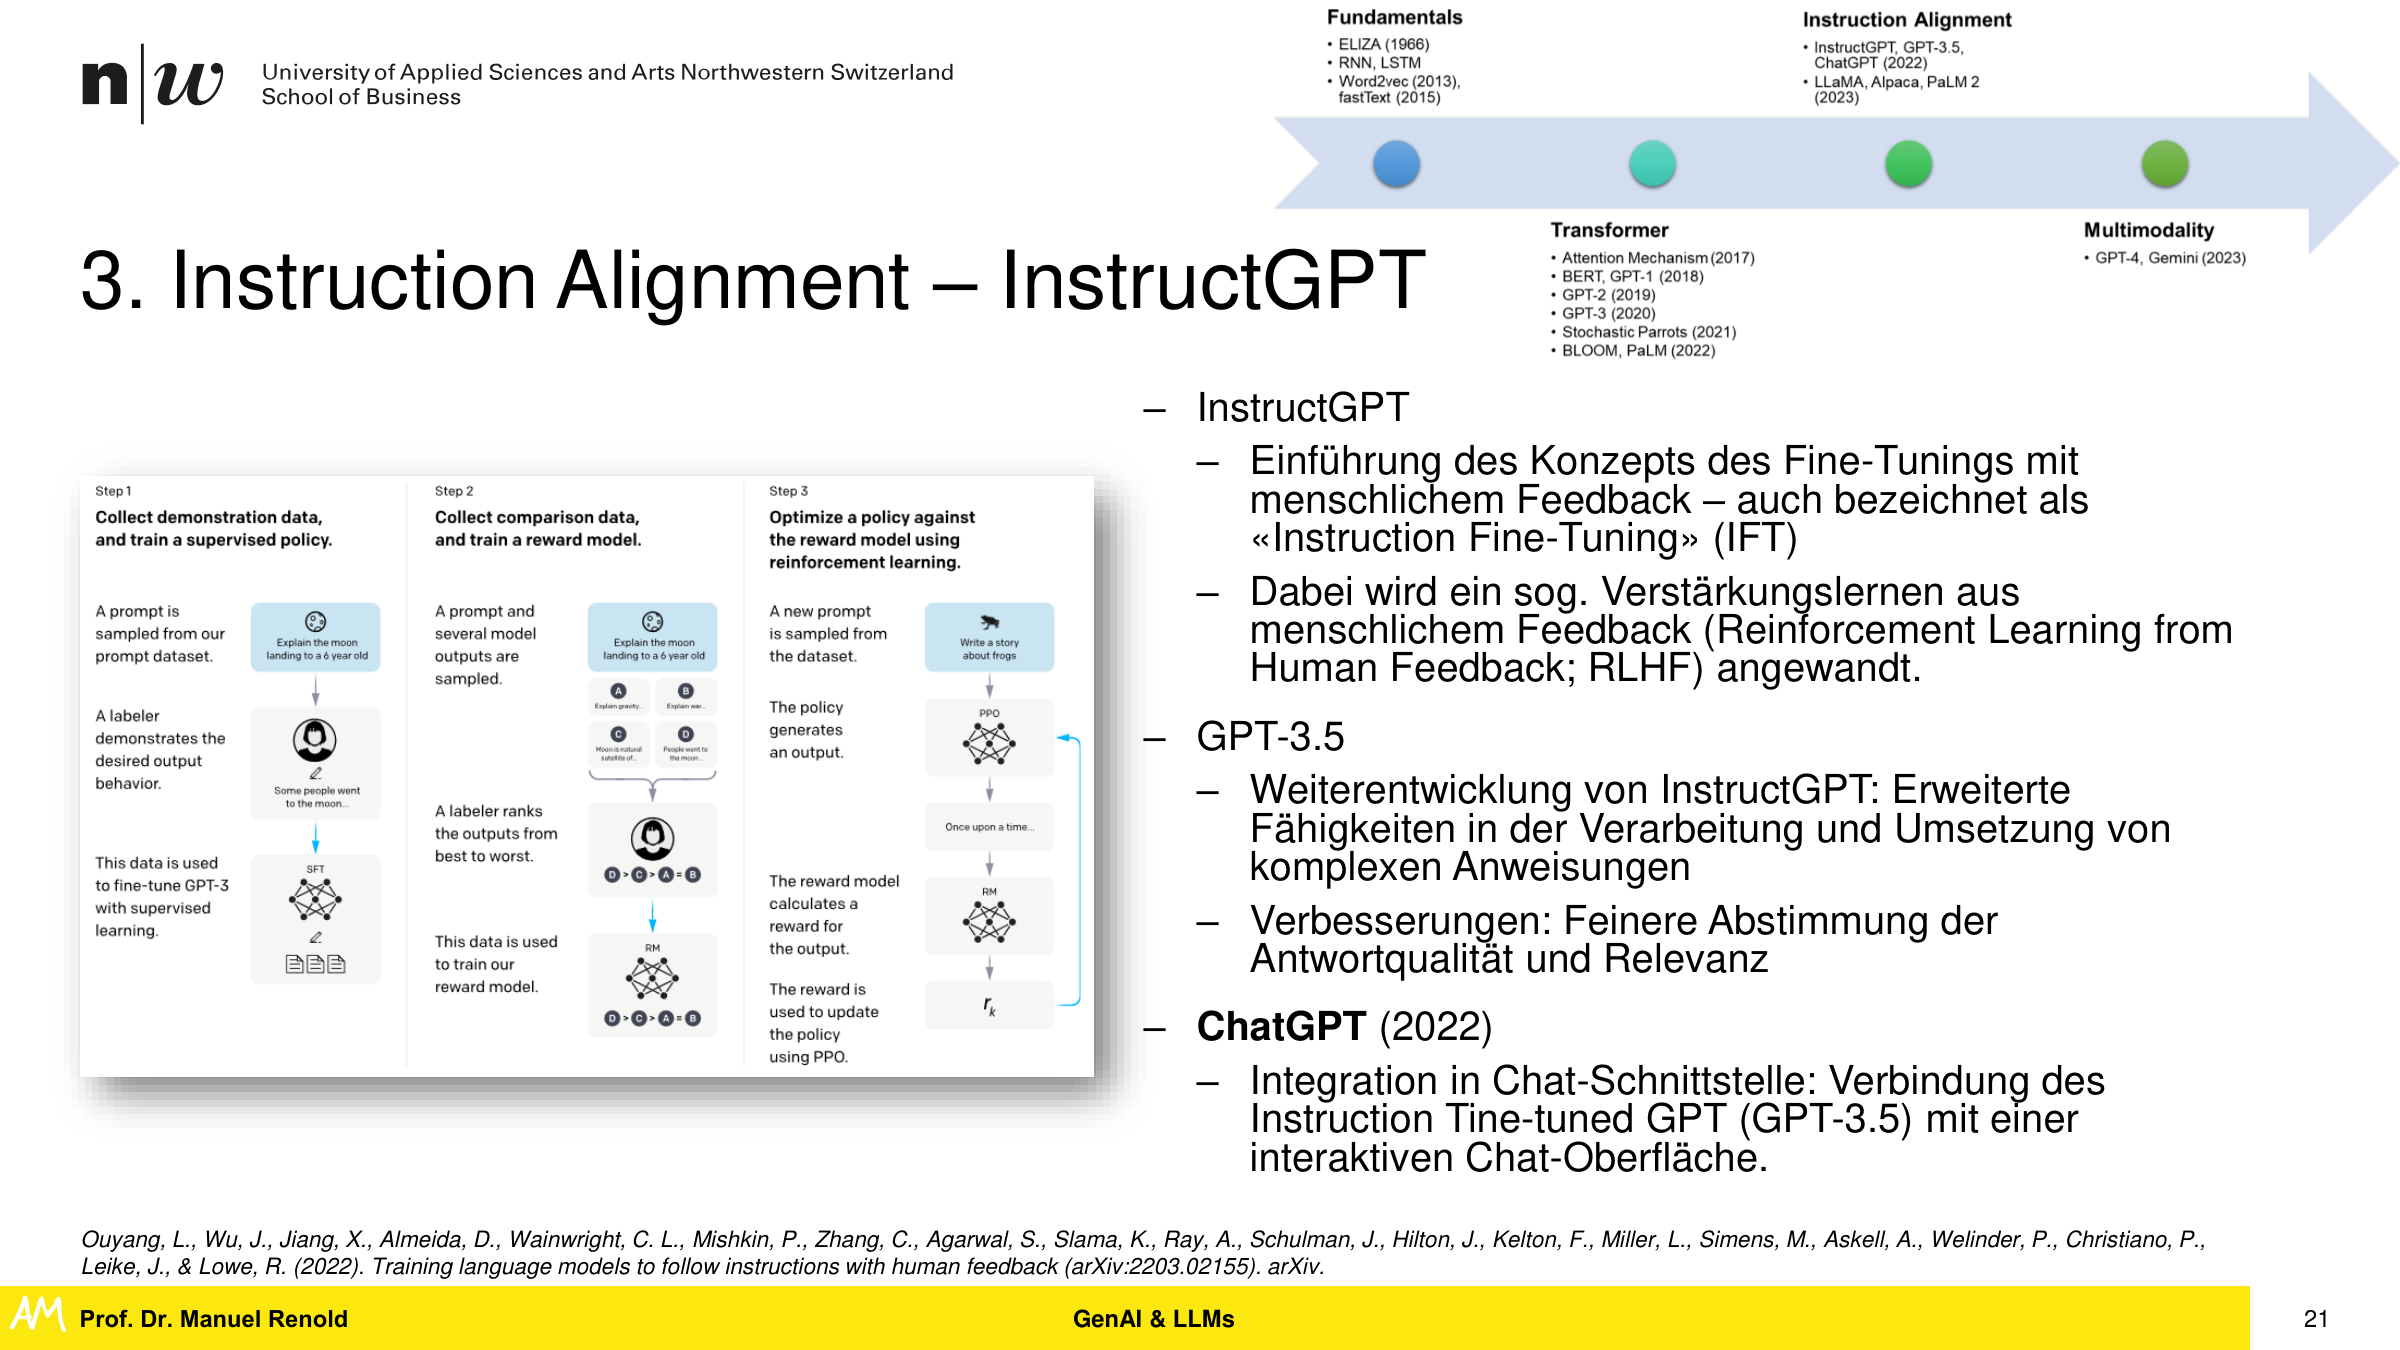 n|w University of Applied Sciences and Arts Northwestern Switzerland
School of Business
Fundamentals
• ELIZA (1966)
• RNN, LSTM
• Word2vec (2013),
fastText (2015)
Instruction Alignment
• InstructGPT, GPT-3.5,
ChatGPT (2022)
• LLaMA, Alpaca, PaLM 2
(2023)
Transformer
• Attention Mechanism (2017)
• BERT, GPT-1 (2018)
• GPT-2 (2019)
• GPT-3 (2020)
• Stochastic Parrots (2021)
• BLOOM, PaLM (2022)
Multimodality
• GPT-4, Gemini (2023)
3. Instruction Alignment – InstructGPT
Step 1
Collect demonstration data,
and train a supervised policy.
A prompt is
sampled from our
prompt dataset.
Explain the moon
landing to a 6 year old
A labeler
demonstrates the
desired output
behavior.
Some people went
to the moon...
This data is used
to fine-tune GPT-3
with supervised
learning.
SFT
Step 2
Collect comparison data,
and train a reward model.
A prompt and
several model
outputs are
sampled.
Explain the moon
landing to a 6 year old
A
Explain gravity...
B
Explain war...
C
Moon is natural
satellite of...
D
People went to
the moon...
A labeler ranks
the outputs from
best to worst.
D > C > A = B
This data is used
to train our
reward model.
RM
D > C > A = B
Step 3
Optimize a policy against
the reward model using
reinforcement learning.
A new prompt
is sampled from
the dataset.
Write a story
about frogs
The policy
generates
an output.
PPO
Once upon a time...
The reward model
calculates a
reward for
the output.
RM
The reward is
used to update
the policy
using PPO.
rk
– InstructGPT
– Einführung des Konzepts des Fine-Tunings mit
menschlichem Feedback – auch bezeichnet als
«Instruction Fine-Tuning» (IFT)
– Dabei wird ein sog. Verstärkungslernen aus
menschlichem Feedback (Reinforcement Learning from
Human Feedback; RLHF) angewandt.
– GPT-3.5
– Weiterentwicklung von InstructGPT: Erweiterte
Fähigkeiten in der Verarbeitung und Umsetzung von
komplexen Anweisungen
– Verbesserungen: Feinere Abstimmung der
Antwortqualität und Relevanz
– ChatGPT (2022)
– Integration in Chat-Schnittstelle: Verbindung des
Instruction Tine-tuned GPT (GPT-3.5) mit einer
interaktiven Chat-Oberfläche.
Ouyang, L., Wu, J., Jiang, X., Almeida, D., Wainwright, C. L., Mishkin, P., Zhang, C., Agarwal, S., Slama, K., Ray, A., Schulman, J., Hilton, J., Kelton, F., Miller, L., Simens, M., Askell, A., Welinder, P., Christiano, P.,
Leike, J., & Lowe, R. (2022). Training language models to follow instructions with human feedback (arXiv:2203.02155). arXiv.
AM Prof. Dr. Manuel Renold
GenAI & LLMs
21